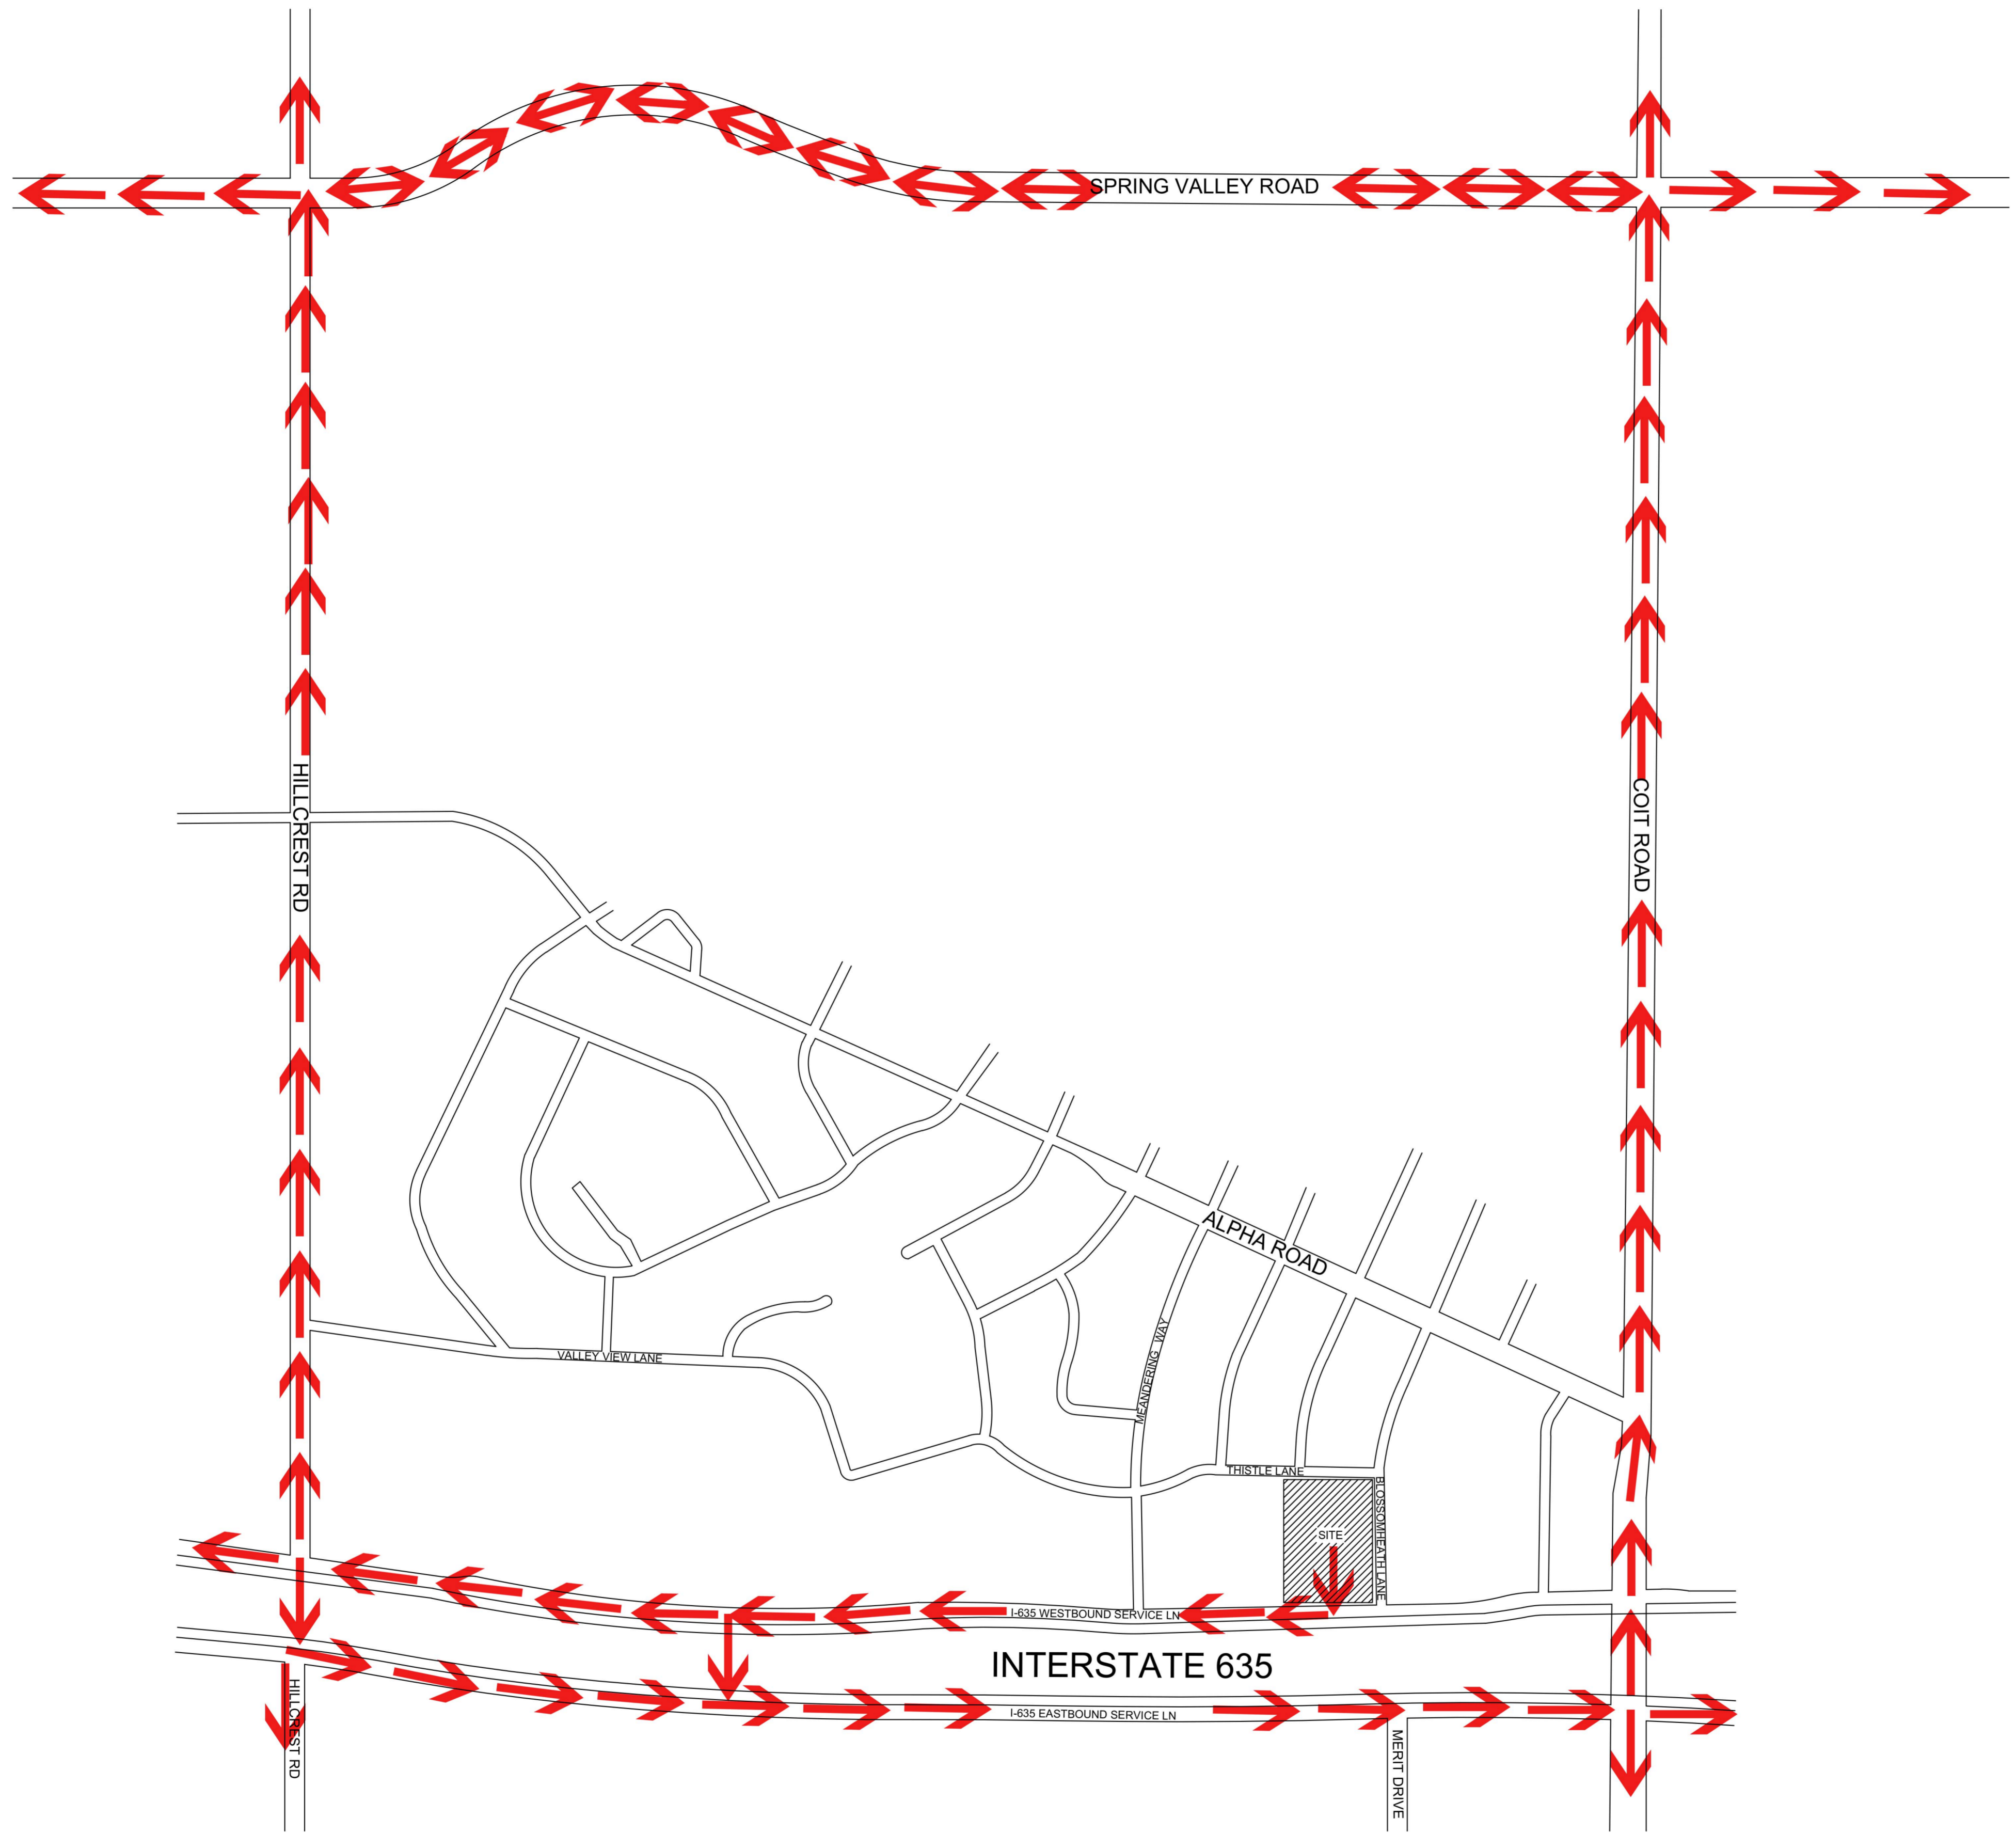 SPRING VALLEY ROAD
HILLCREST RD
COIT ROAD
ALPHA ROAD
MEANDERING WAY
VALLEY VIEW LANE
THISTLE LANE
BLOSSOMHEATH LANE
SITE
I-635 WESTBOUND SERVICE LN
INTERSTATE 635
I-635 EASTBOUND SERVICE LN
HILLCREST RD
MERIT DRIVE